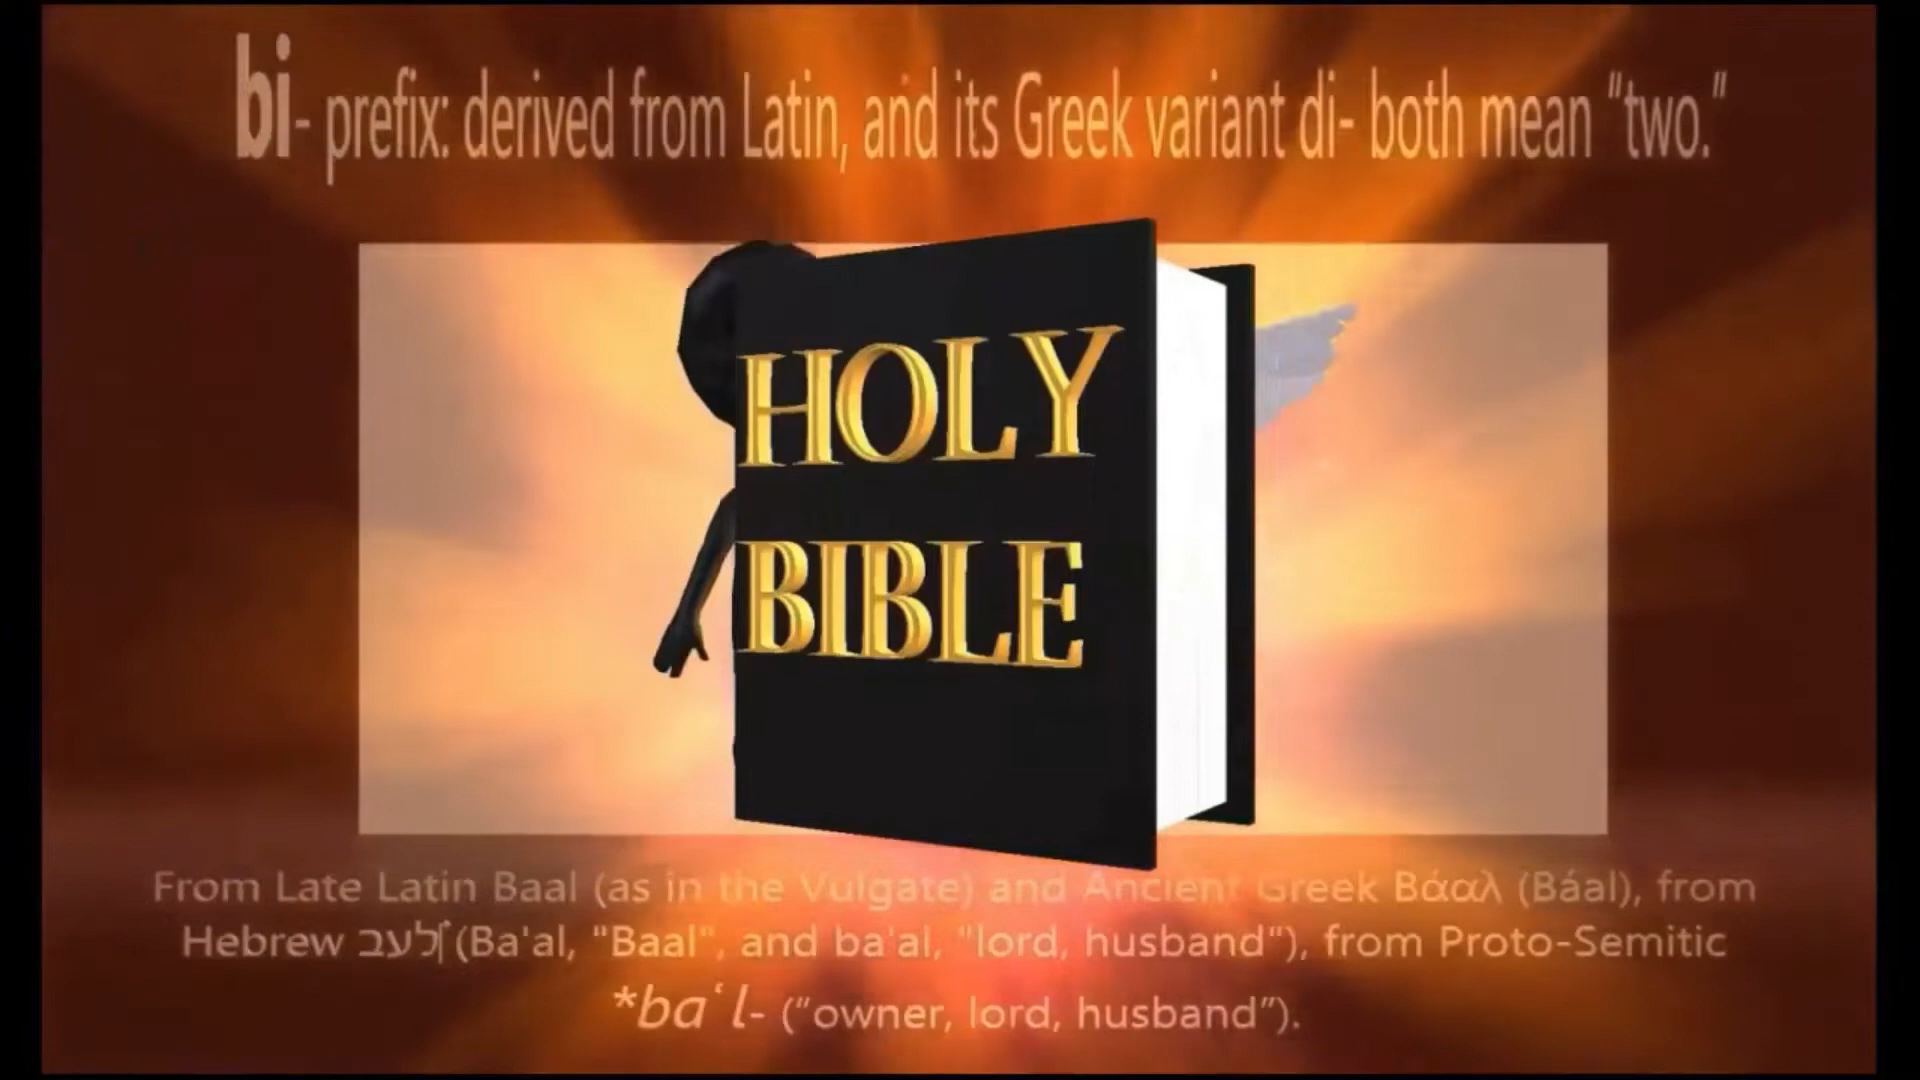 bi- prefix: derived from Latin, and its Greek variant di- both mean “two.”
HOLY
BIBLE
From Late Latin Baal (as in the Vulgate) and Ancient Greek Βάαλ (Báal), from
Hebrew לעב (Ba'al, "Baal", and ba'al, "lord, husband"), from Proto-Semitic
*baʿl- (“owner, lord, husband”).